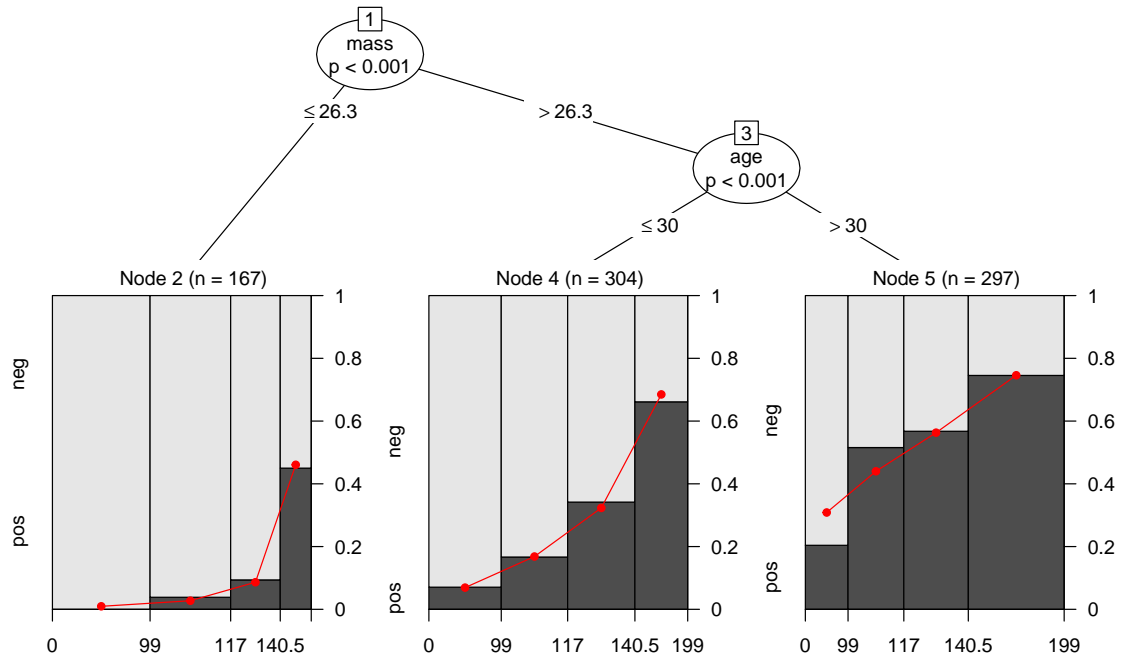 1
mass
p < 0.001
≤ 26.3
> 26.3
3
age
p < 0.001
≤ 30
> 30
Node 2 (n = 167)
neg
pos
1
0.8
0.6
0.4
0.2
0
0 99 117 140.5
Node 4 (n = 304)
neg
pos
1
0.8
0.6
0.4
0.2
0
0 99 117 140.5 199
Node 5 (n = 297)
neg
pos
1
0.8
0.6
0.4
0.2
0
0 99 117 140.5 199